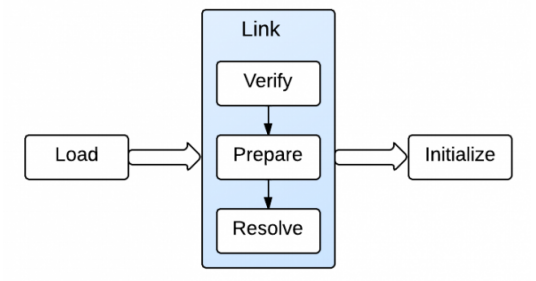 Link
Verify
Load
Prepare
Initialize
Resolve